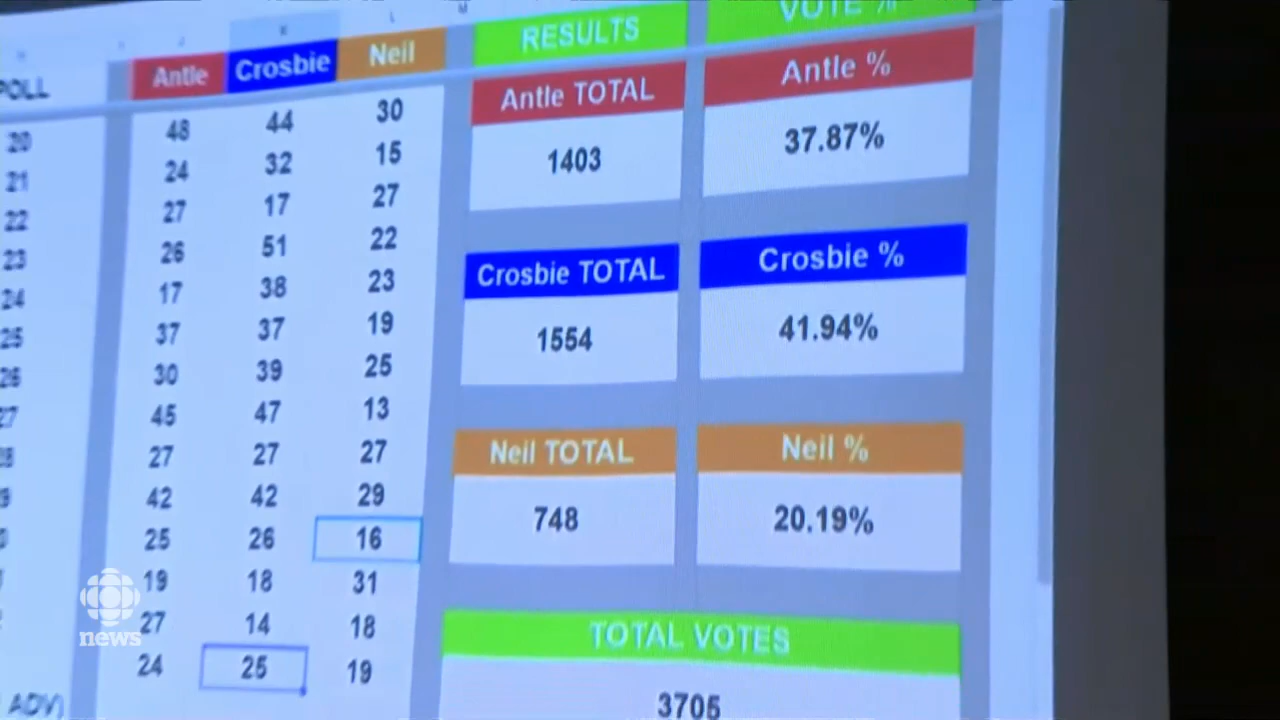 RESULTS VOTE %
POLL Antle Crosbie Neil Antle TOTAL Antle %
20 48 44 30
21 24 32 15 1403 37.87%
22 27 17 27
23 26 51 22 Crosbie TOTAL Crosbie %
24 17 38 23
25 37 37 19 1554 41.94%
26 30 39 25
27 45 47 13
28 27 27 27 Neil TOTAL Neil %
42 42 29
25 26 16 748 20.19%
19 18 31
27 14 18 TOTAL VOTES
24 25 19
ADV) 3705
news